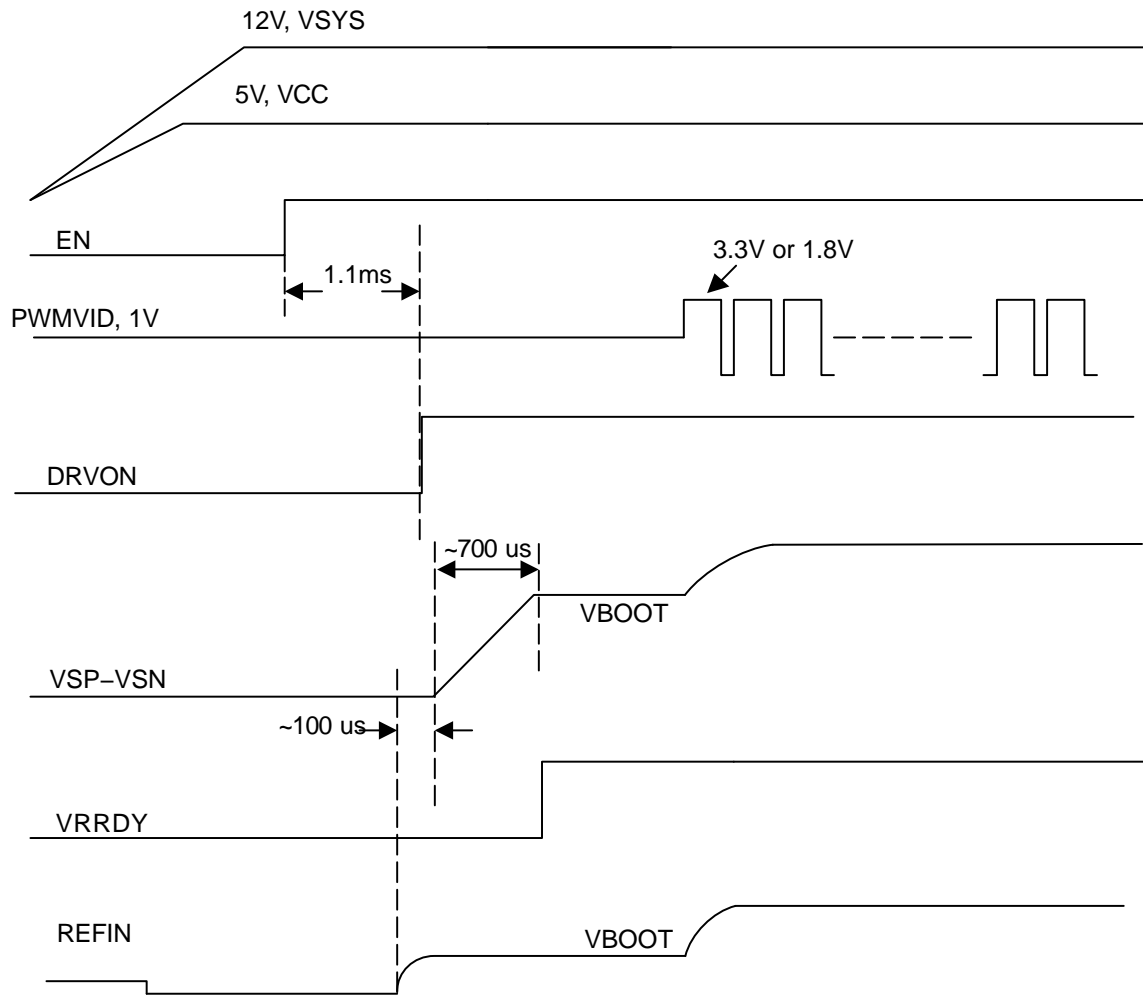 12V, VSYS
5V, VCC
EN
1.1ms
3.3V or 1.8V
PWMVID, 1V
DRVON
~700 us
VBOOT
VSP−VSN
~100 us
VRRDY
REFIN
VBOOT